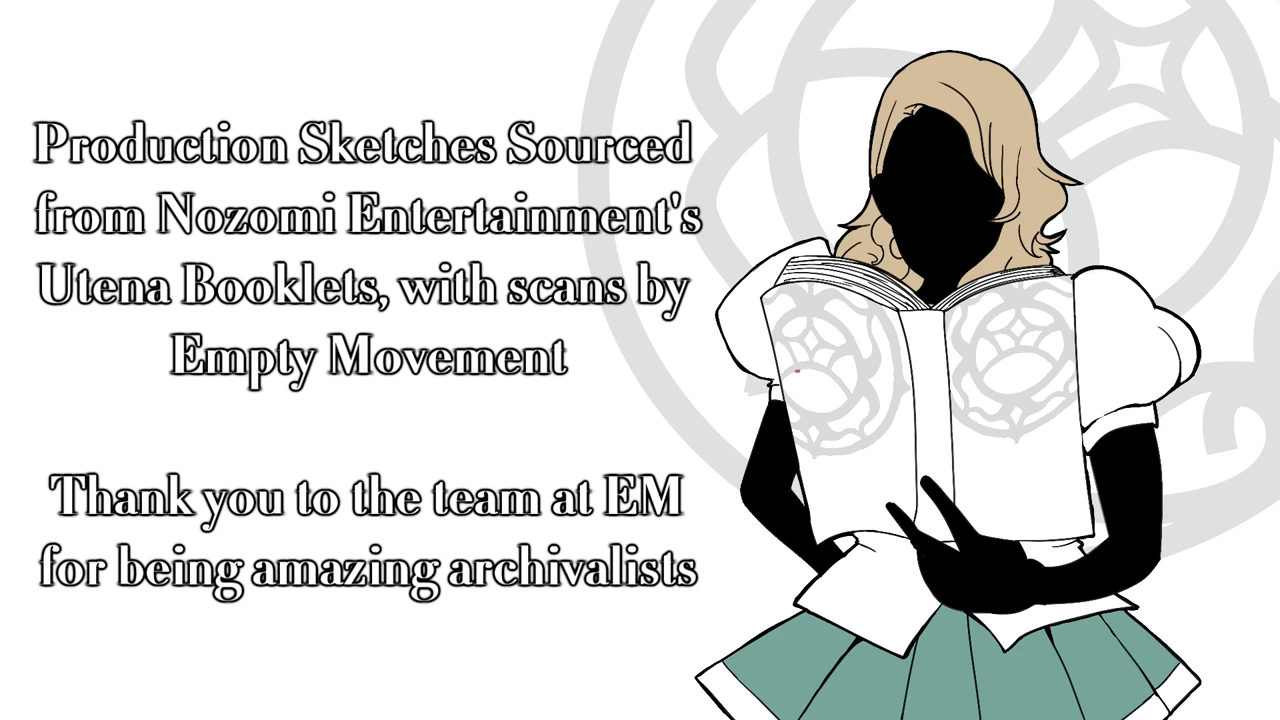 Production Sketches Sourced
from Nozomi Entertainment's
Utena Booklets, with scans by
Empty Movement
Thank you to the team at EM
for being amazing archivalists